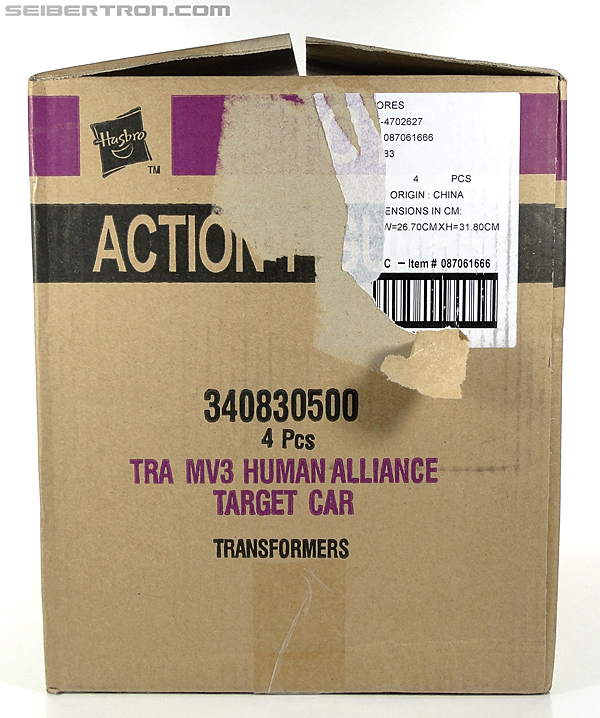 SEIBERTRON.COM
Hasbro
TM
ORES
-4702627
087061666
83
4 PCS
ORIGIN : CHINA
ENSIONS IN CM:
W=26.70CMXH=31.80CM
C - Item # 087061666
ACTION
340830500
4 Pcs
TRA MV3 HUMAN ALLIANCE
TARGET CAR
TRANSFORMERS